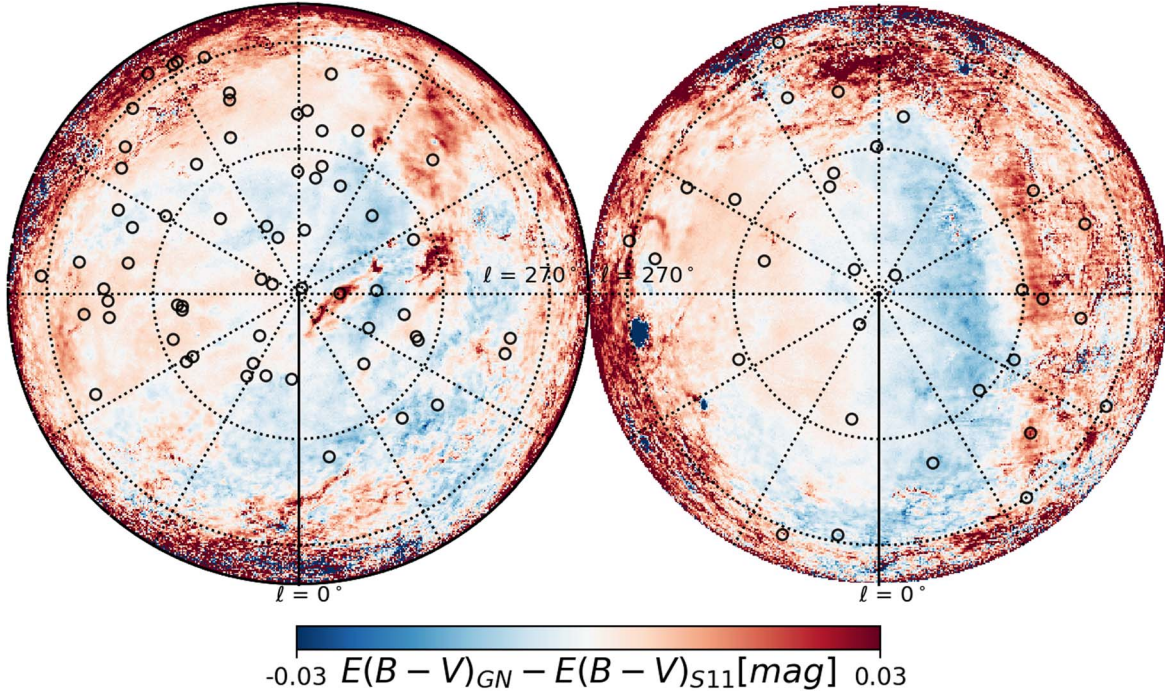 ℓ = 270° ℓ = 270°
ℓ = 0° ℓ = 0°
-0.03 E(B − V)GN − E(B − V)S11[mag] 0.03